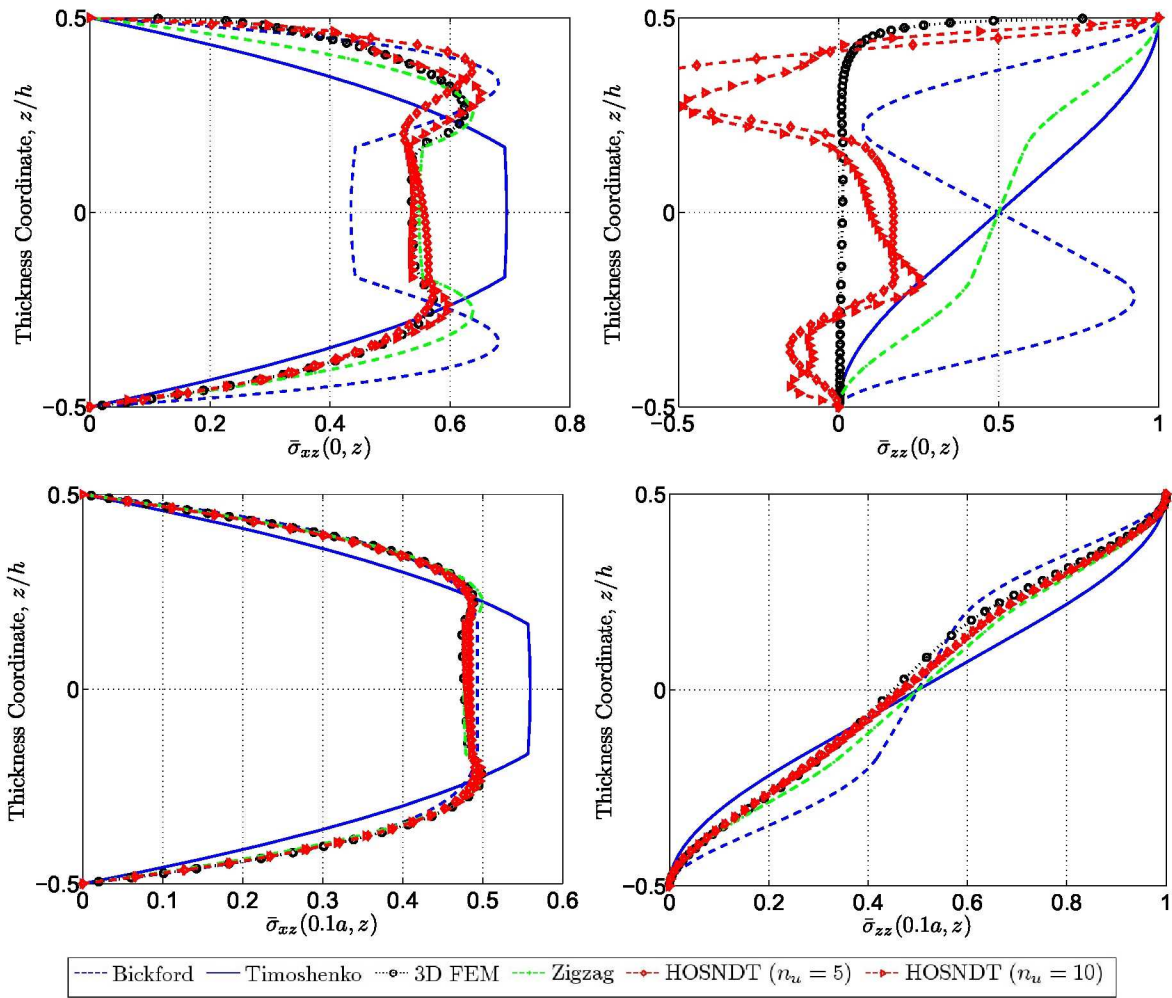 0.5
0
−0.5
Thickness Coordinate, z/h
0 0.2 0.4 0.6 0.8
σ̄xz(0, z)
0.5
0
−0.5
Thickness Coordinate, z/h
−0.5 0 0.5 1
σ̄zz(0, z)
0.5
0
−0.5
Thickness Coordinate, z/h
0 0.1 0.2 0.3 0.4 0.5 0.6
σ̄xz(0.1a, z)
0.5
0
−0.5
Thickness Coordinate, z/h
0 0.2 0.4 0.6 0.8 1
σ̄zz(0.1a, z)
Bickford Timoshenko 3D FEM Zigzag HOSNDT (nu = 5) HOSNDT (nu = 10)